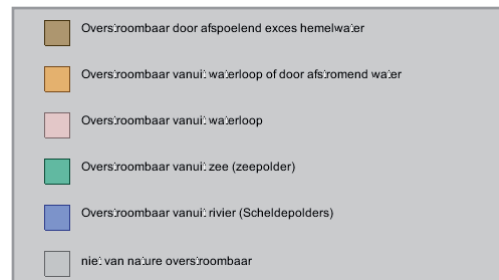 Overstroombaar door afspoelend exces hemelwater
Overstroombaar vanuit waterloop of door afstromend water
Overstroombaar vanuit waterloop
Overstroombaar vanuit zee (zeepolder)
Overstroombaar vanuit rivier (Scheldepolders)
niet van nature overstroombaar